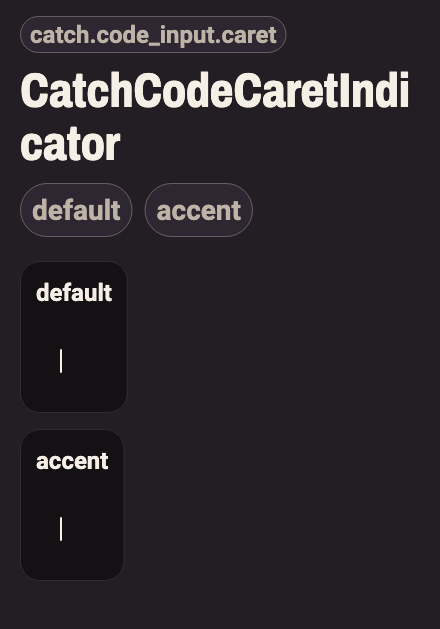 catch.code_input.caret
CatchCodeCaretIndi
cator
default accent
default
accent